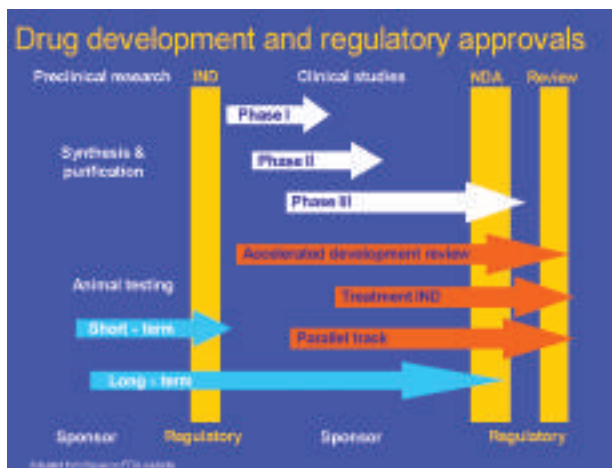 Drug development and regulatory approvals
Preclinical research IND Clinical studies NDA Review
Phase I
Synthesis &
purification
Phase II
Phase III
Accelerated development review
Animal testing
Treatment IND
Short - term
Parallel track
Long - term
Sponsor Regulatory Sponsor Regulatory